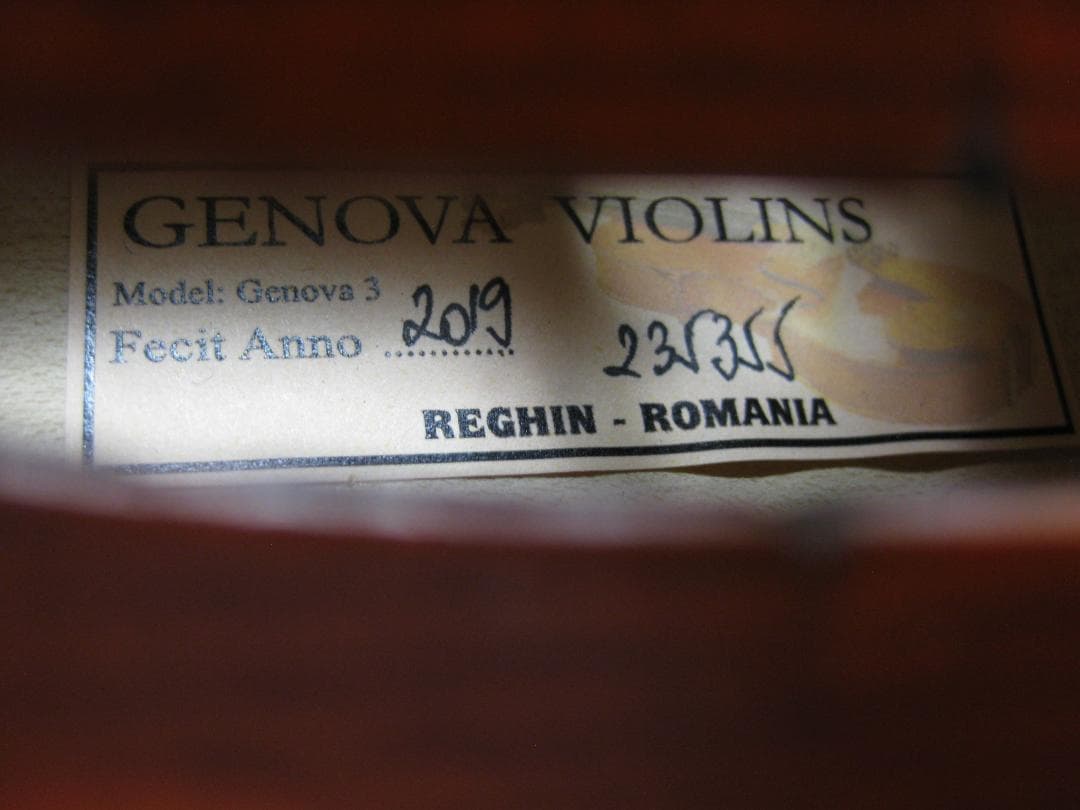 GENOVA VIOLINS
Model: Genova 3
Fecit Anno 2019 235355
REGHIN - ROMANIA